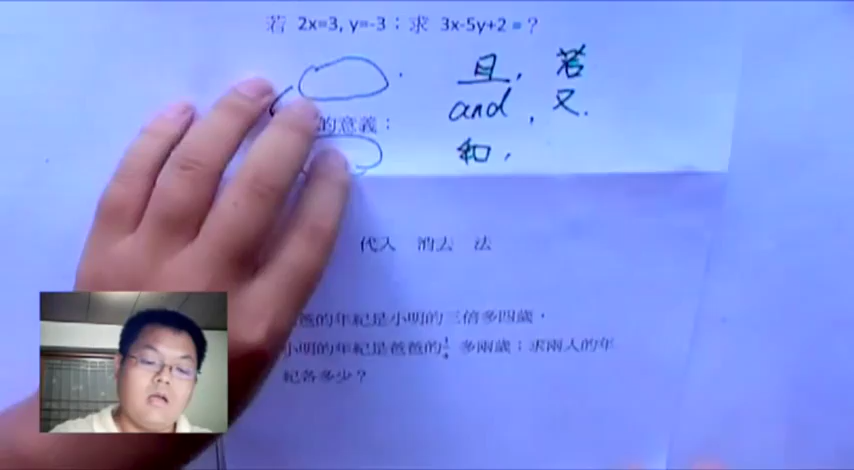 若 2x=3, y=-3：求 3x-5y+2 = ？
且, 若
and, 又.
的意義：
和,
代入 消去 法
爸的年紀是小明的三倍多四歲，
小明的年紀是爸爸的 多兩歲；求兩人的年
紀各多少？